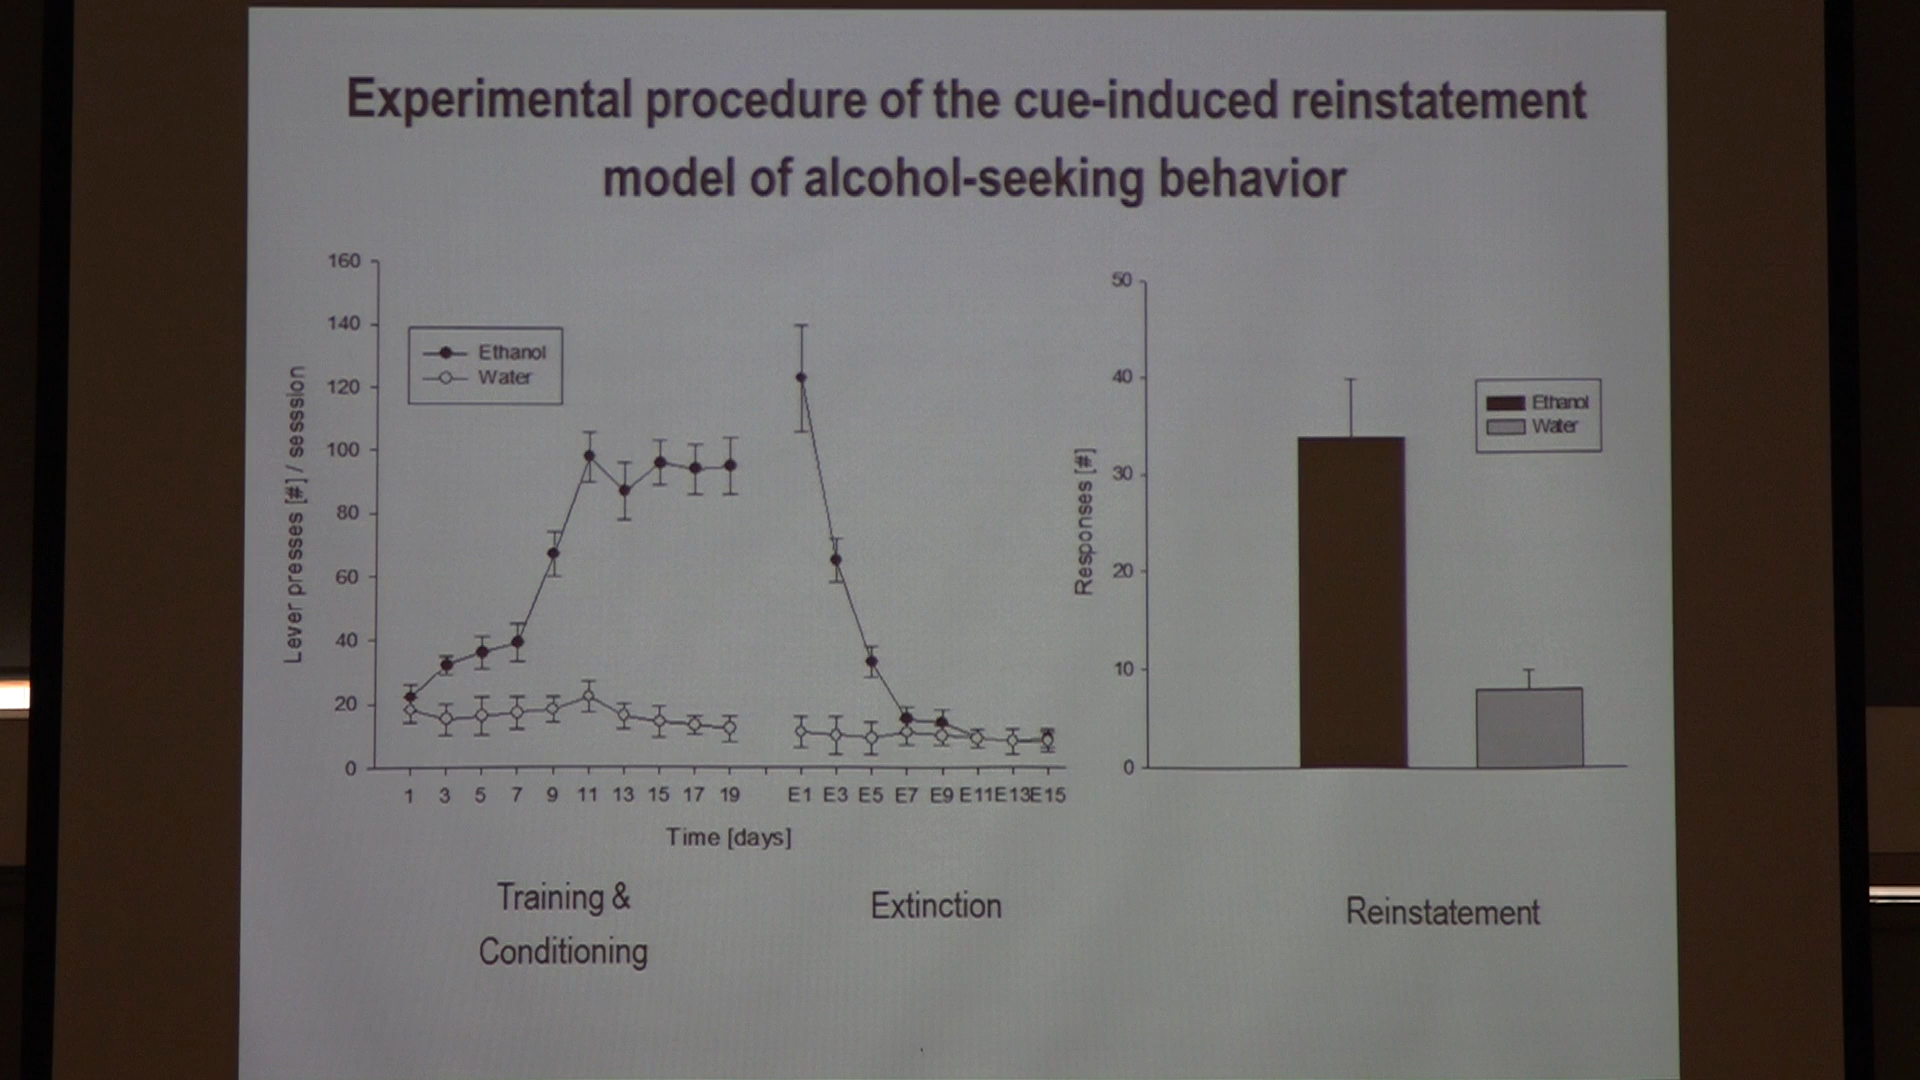 Experimental procedure of the cue-induced reinstatement
model of alcohol-seeking behavior
160
140
120
100
80
60
40
20
0
Lever presses [#] / sesssion
Ethanol
Water
1 3 5 7 9 11 13 15 17 19 E1 E3 E5 E7 E9 E11 E13 E15
Time [days]
Training &
Conditioning
Extinction
50
40
30
20
10
0
Responses [#]
Ethanol
Water
Reinstatement